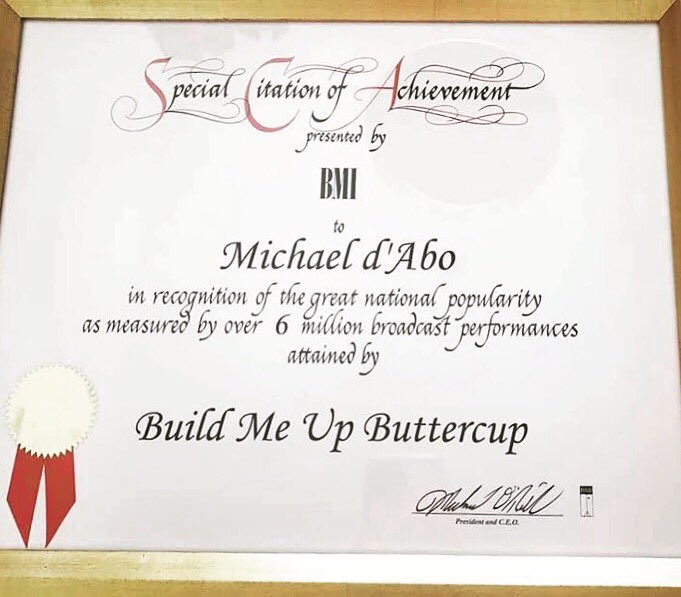 Special Citation of Achievement
presented by
BMI
to
Michael d'Abo
in recognition of the great national popularity
as measured by over 6 million broadcast performances
attained by
Build Me Up Buttercup
President and C.E.O.